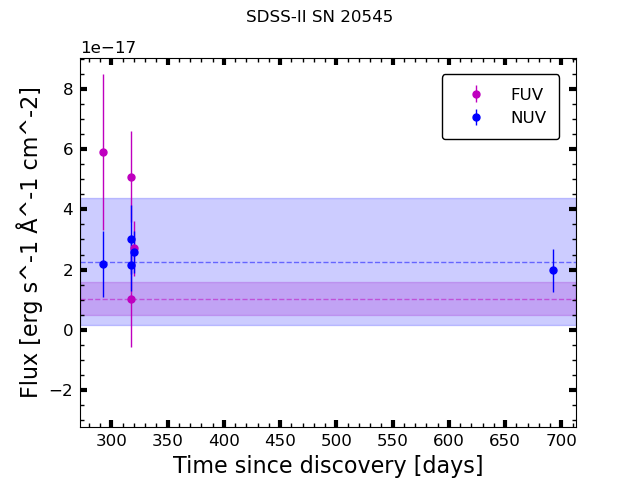 SDSS-II SN 20545
1e−17
FUV
NUV
8
6
4
2
0
−2
Flux [erg s^-1 Å^-1 cm^-2]
300 350 400 450 500 550 600 650 700
Time since discovery [days]